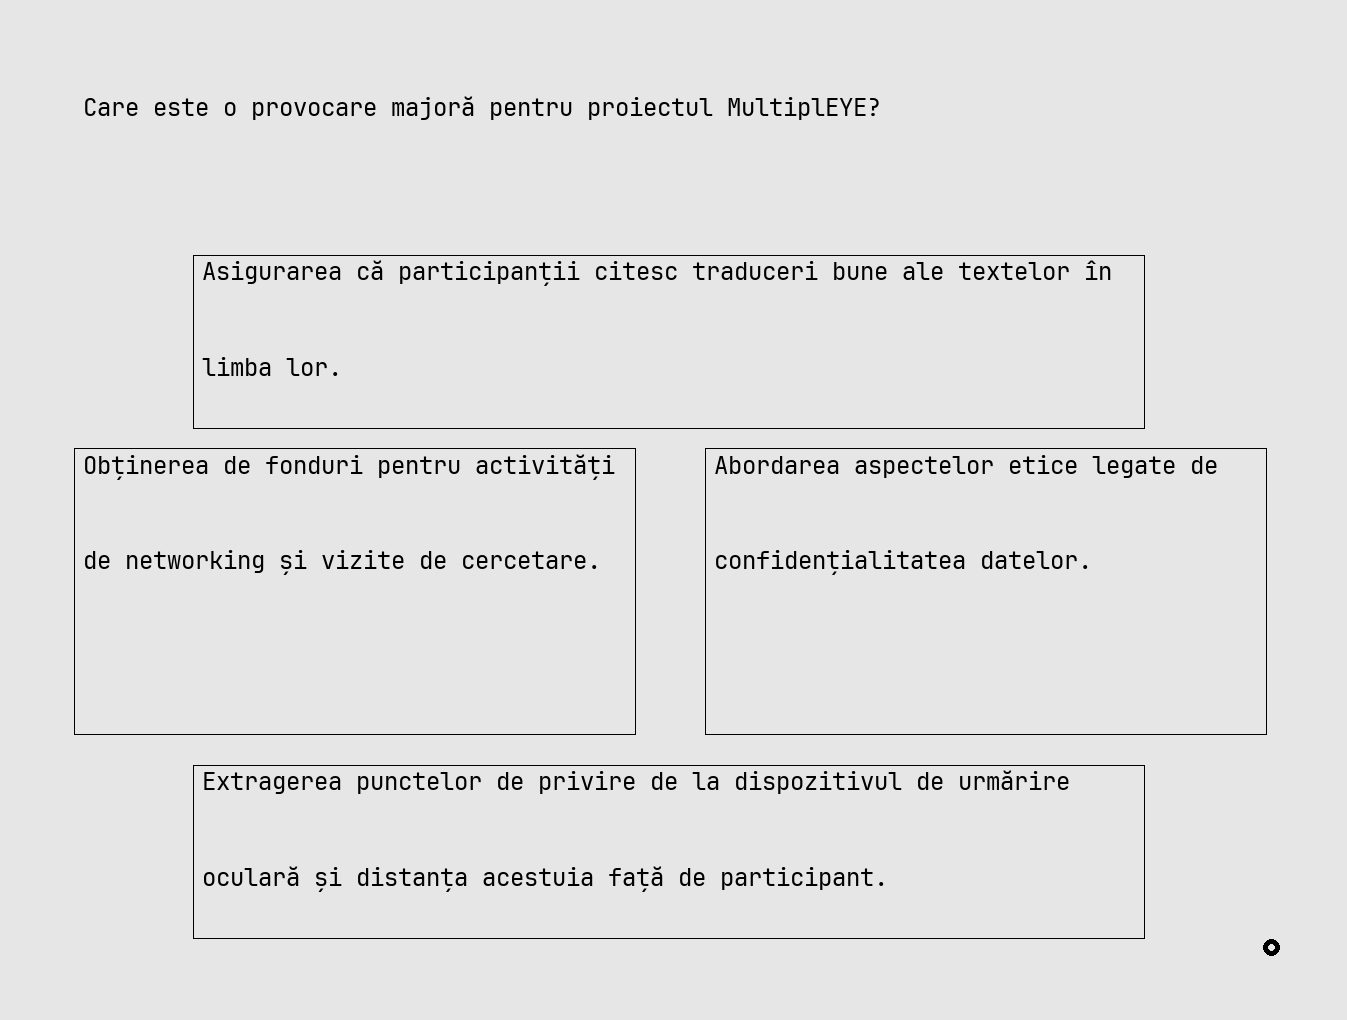 Care este o provocare majoră pentru proiectul MultiplEYE?
Asigurarea că participanții citesc traduceri bune ale textelor în
limba lor.
Obținerea de fonduri pentru activități
de networking și vizite de cercetare.
Abordarea aspectelor etice legate de
confidențialitatea datelor.
Extragerea punctelor de privire de la dispozitivul de urmărire
oculară și distanța acestuia față de participant.